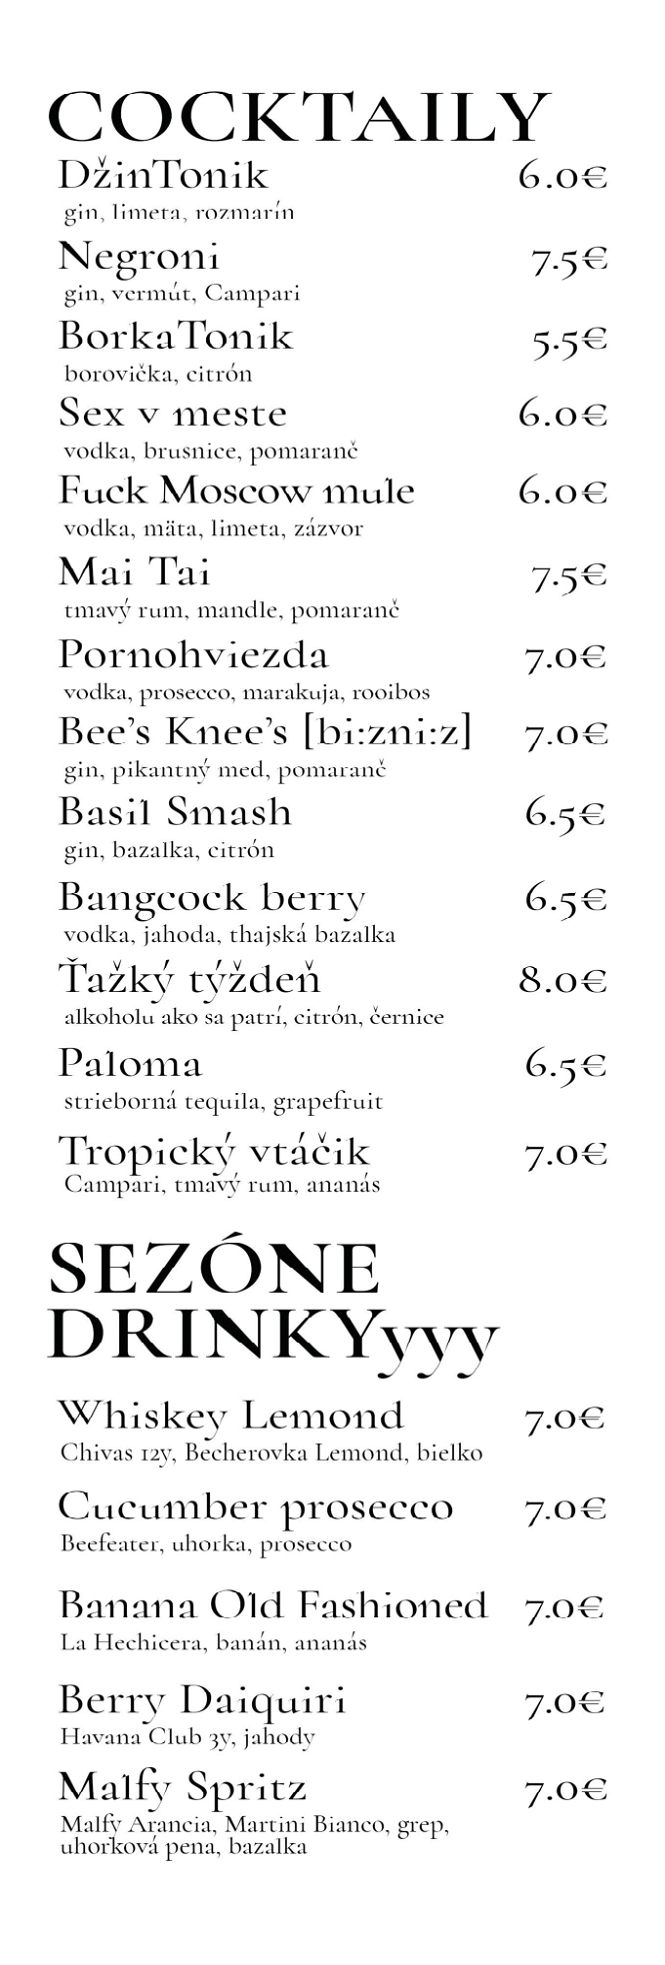 COCKTAILY
DžinTonik 6.0€
gin, limeta, rozmarín
Negroni 7.5€
gin, vermút, Campari
BorkaTonik 5.5€
borovička, citrón
Sex v meste 6.0€
vodka, brusnice, pomaranč
Fuck Moscow mule 6.0€
vodka, mäta, limeta, zázvor
Mai Tai 7.5€
tmavý rum, mandle, pomaranč
Pornohviezda 7.0€
vodka, prosecco, marakuja, rooibos
Bee’s Knee’s [bi:zni:z] 7.0€
gin, pikantný med, pomaranč
Basil Smash 6.5€
gin, bazalka, citrón
Bangcock berry 6.5€
vodka, jahoda, thajská bazalka
Ťažký týždeň 8.0€
alkoholu ako sa patrí, citrón, černice
Paloma 6.5€
strieborná tequila, grapefruit
Tropický vtáčik 7.0€
Campari, tmavý rum, ananás
SEZÓNE
DRINKYyyy
Whiskey Lemond 7.0€
Chivas 12y, Becherovka Lemond, bielko
Cucumber prosecco 7.0€
Beefeater, uhorka, prosecco
Banana Old Fashioned 7.0€
La Hechicera, banán, ananás
Berry Daiquiri 7.0€
Havana Club 3y, jahody
Malfy Spritz 7.0€
Malfy Arancia, Martini Bianco, grep,
uhorková pena, bazalka